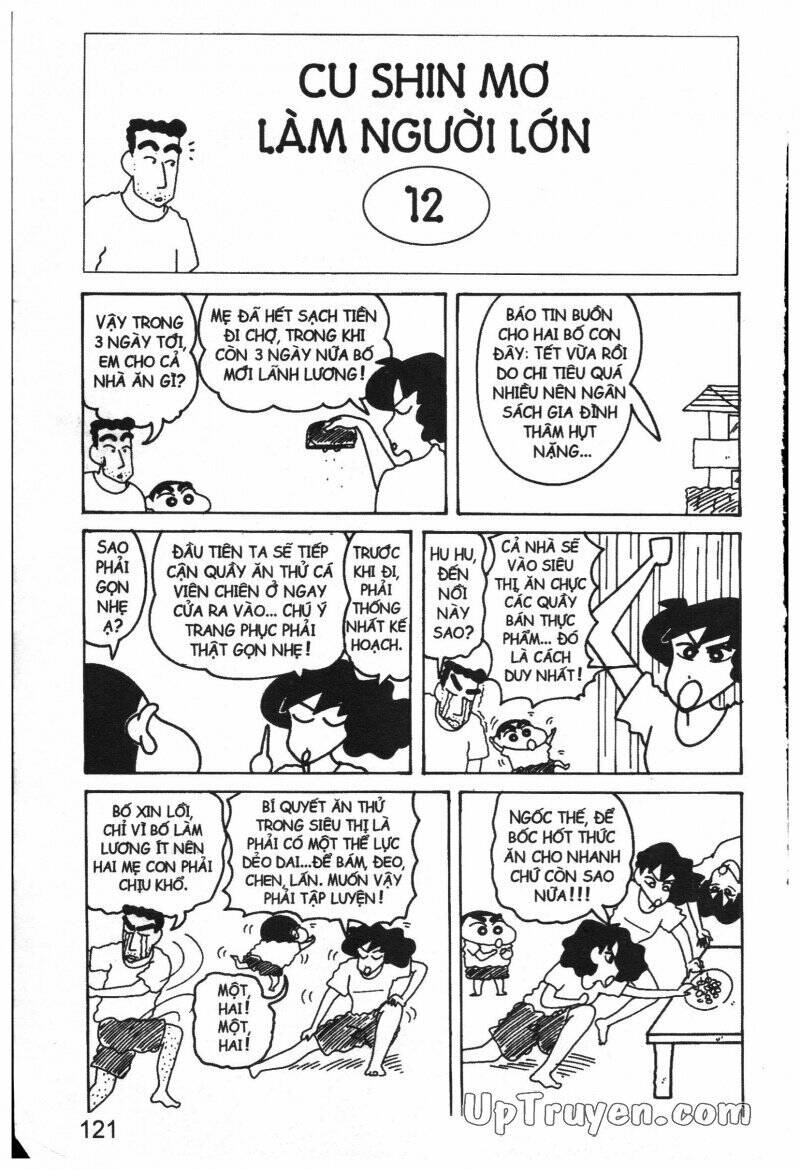 CU SHIN MƠ
LÀM NGƯỜI LỚN
12
BÁO TIN BUỒN
CHO HAI BỐ CON
ĐÂY: TẾT VỪA RỒI
DO CHI TIÊU QUÁ
NHIỀU NÊN NGÂN
SÁCH GIA ĐÌNH
THÂM HỤT
NẶNG...
MẸ ĐÃ HẾT SẠCH TIỀN
ĐI CHỢ, TRONG KHI
CÒN 3 NGÀY NỮA BỐ
MỚI LÃNH LƯƠNG!
VẬY TRONG
3 NGÀY TỚI,
EM CHO CẢ
NHÀ ĂN GÌ?
CẢ NHÀ SẼ
VÀO SIÊU
THỊ, ĂN CHỰC
CÁC QUẦY
BÁN THỰC
PHẨM... ĐÓ
LÀ CÁCH
DUY NHẤT!
HU HU,
ĐẾN
NỖI
NÀY
SAO?
TRƯỚC
KHI ĐI,
PHẢI
THỐNG
NHẤT KẾ
HOẠCH.
ĐẦU TIÊN TA SẼ TIẾP
CẬN QUẦY ĂN THỬ CÁ
VIÊN CHIÊN Ở NGAY
CỬA RA VÀO... CHÚ Ý
TRANG PHỤC PHẢI
THẬT GỌN NHẸ!
SAO
PHẢI
GỌN
NHẸ
Ạ?
NGỐC THẾ, ĐỂ
BỐC HỐT THỨC
ĂN CHO NHANH
CHỨ CÒN SAO
NỮA!!!
BÍ QUYẾT ĂN THỬ
TRONG SIÊU THỊ LÀ
PHẢI CÓ MỘT THỂ LỰC
DẺO DAI...ĐỂ BÁM, ĐEO,
CHEN, LẤN. MUỐN VẬY
PHẢI TẬP LUYỆN!
MỘT,
HAI!
MỘT,
HAI!
BỐ XIN LỖI,
CHỈ VÌ BỐ LÀM
LƯƠNG ÍT NÊN
HAI MẸ CON PHẢI
CHỊU KHỔ.
UpTruyen.com
121